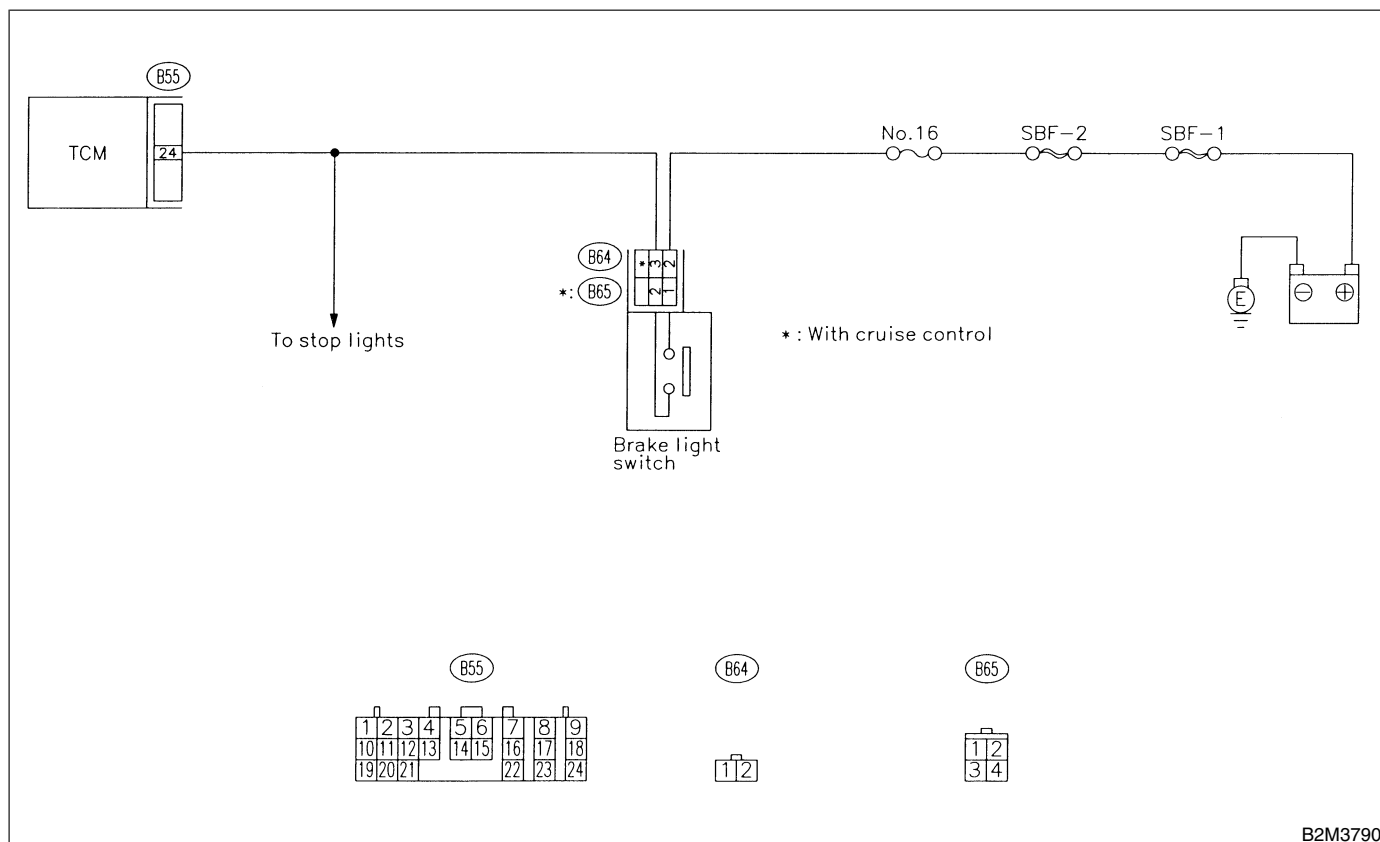 B55
TCM
24
No.16
SBF-2
SBF-1
B64
* 3 2
*: B65
2 1
E
⊖ ⊕
To stop lights
* : With cruise control
Brake light
switch
B55
B64
B65
1 2 3 4 5 6 7 8 9
10 11 12 13 14 15 16 17 18
19 20 21 22 23 24
1 2
1 2
3 4
B2M3790